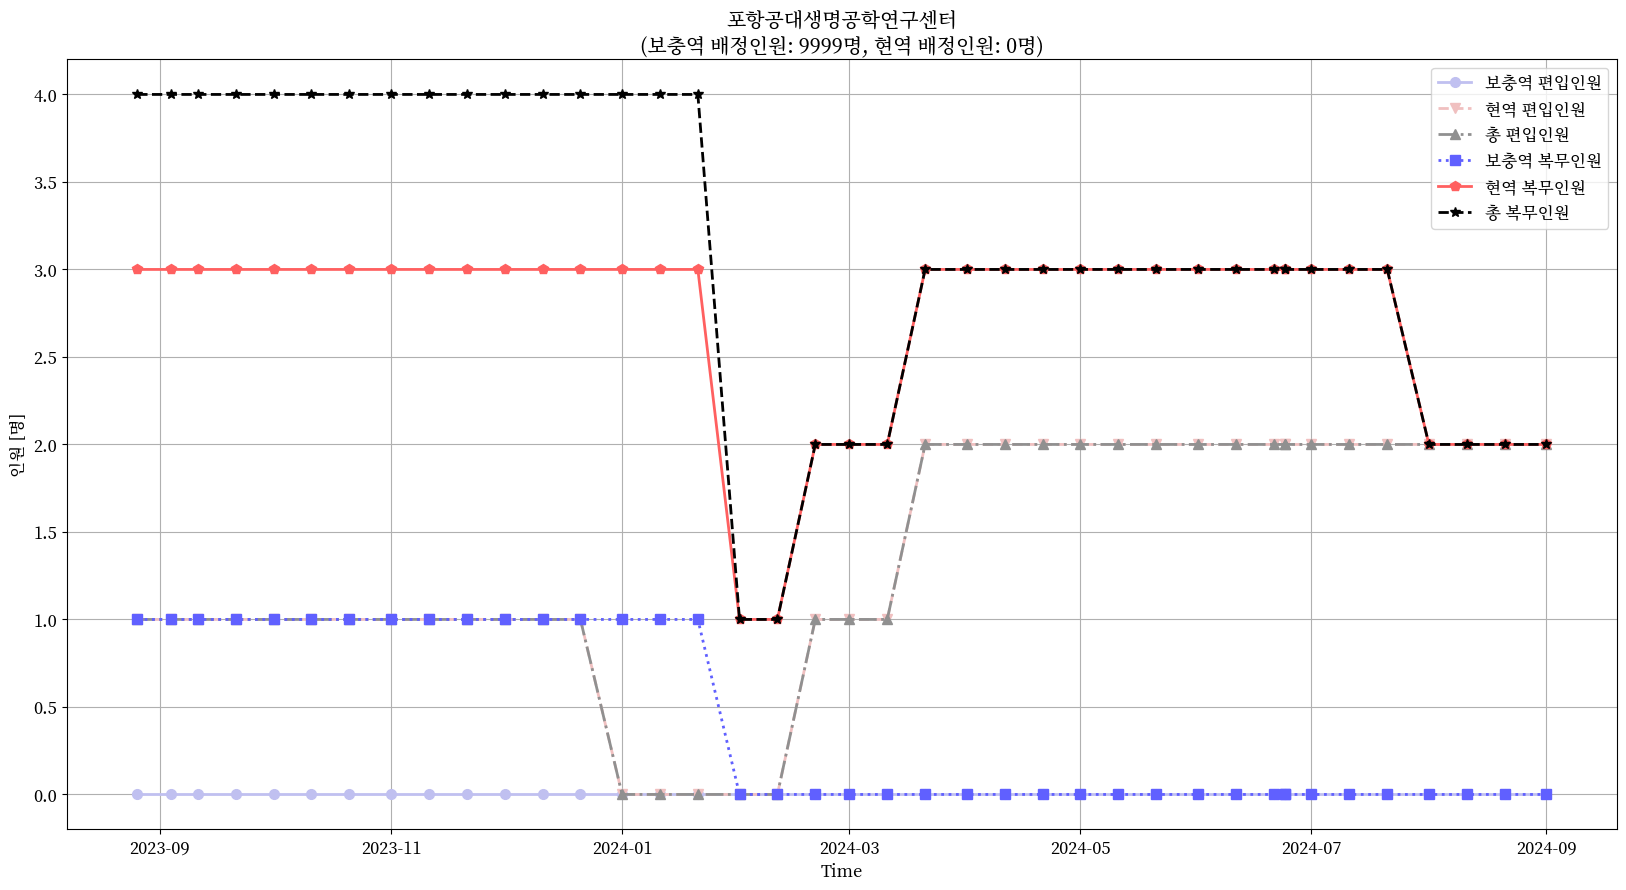 포항공대생명공학연구센터
(보충역 배정인원: 9999명, 현역 배정인원: 0명)
보충역 편입인원
현역 편입인원
총 편입인원
보충역 복무인원
현역 복무인원
총 복무인원
인원 [명]
4.0
3.5
3.0
2.5
2.0
1.5
1.0
0.5
0.0
2023-09 2023-11 2024-01 2024-03 2024-05 2024-07 2024-09
Time